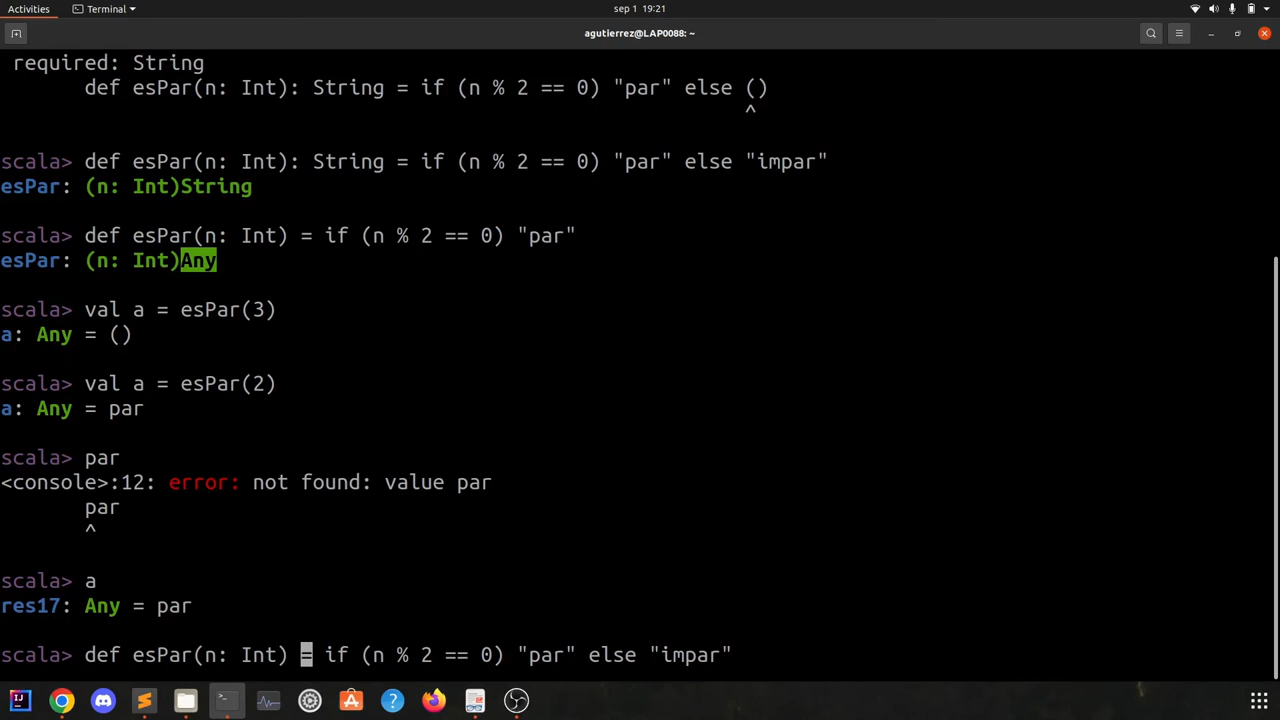 Activities
Terminal
sep 1 19:21
agutierrez@LAP0088: ~
required: String
def esPar(n: Int): String = if (n % 2 == 0) "par" else ()
^
scala> def esPar(n: Int): String = if (n % 2 == 0) "par" else "impar"
esPar: (n: Int)String
scala> def esPar(n: Int) = if (n % 2 == 0) "par"
esPar: (n: Int)Any
scala> val a = esPar(3)
a: Any = ()
scala> val a = esPar(2)
a: Any = par
scala> par
<console>:12: error: not found: value par
par
^
scala> a
res17: Any = par
scala> def esPar(n: Int) = if (n % 2 == 0) "par" else "impar"